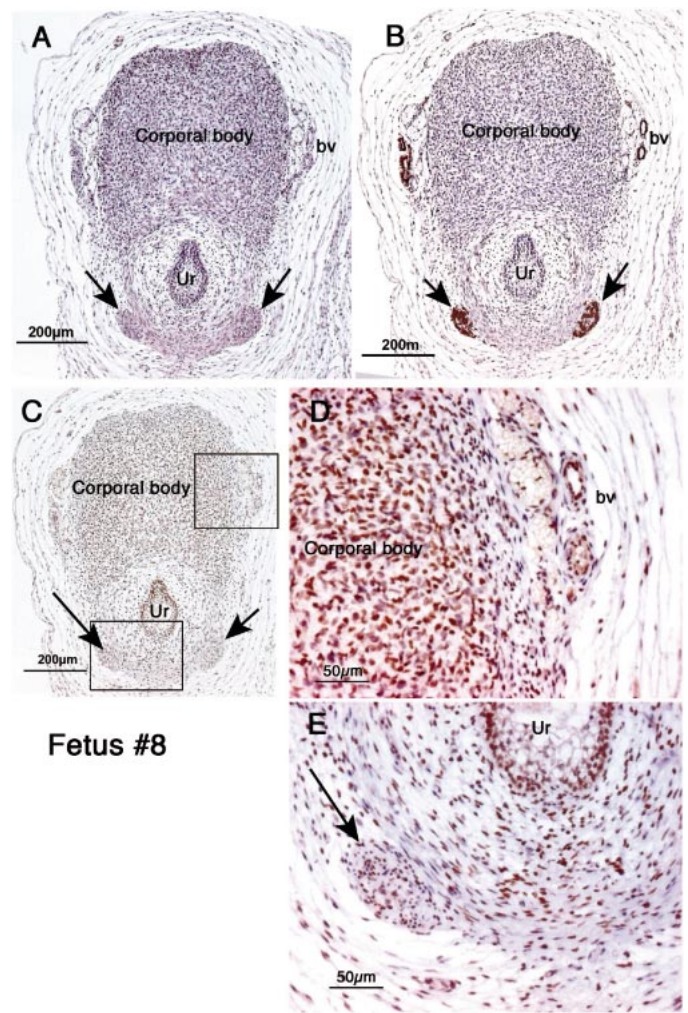 A
Corporal body
bv
Ur
200µm
B
Corporal body
bv
Ur
200m
C
Corporal body
Ur
200µm
D
bv
Corporal body
50µm
Fetus #8
E
Ur
50µm